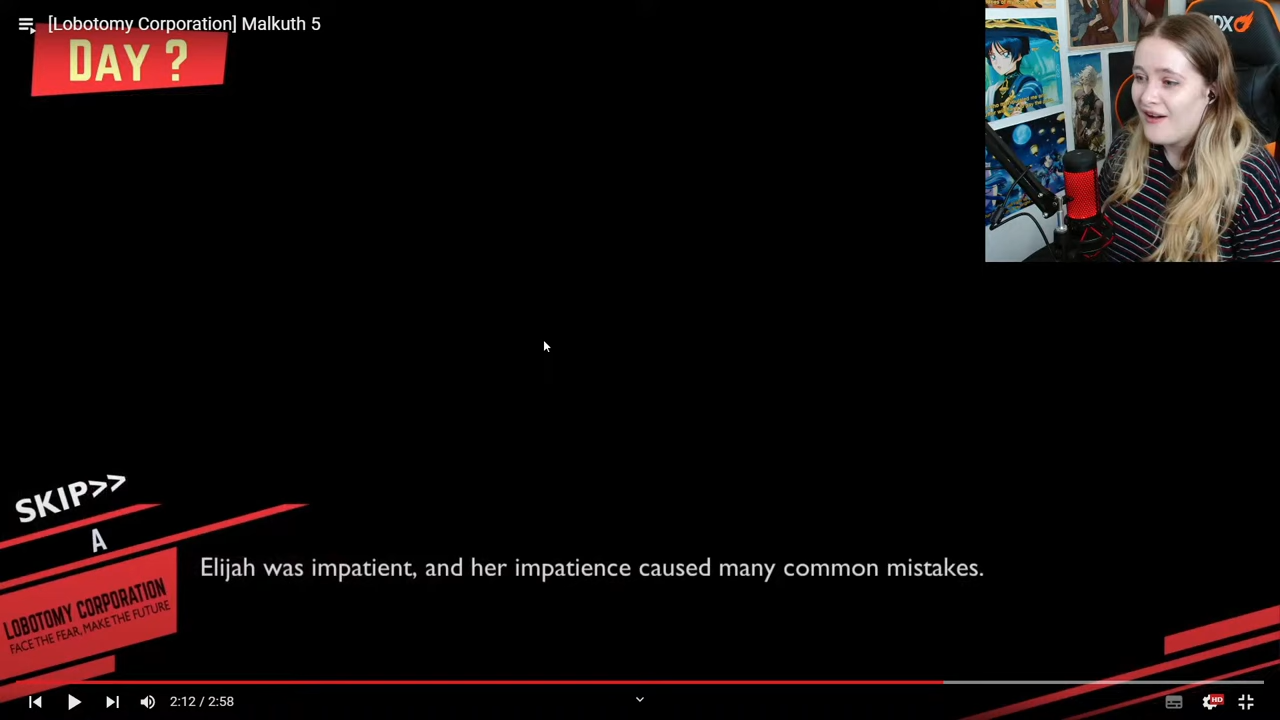 [Lobotomy Corporation] Malkuth 5
DAY ?
SKIP>>
A
LOBOTOMY CORPORATION
FACE THE FEAR, MAKE THE FUTURE
Elijah was impatient, and her impatience caused many common mistakes.
2:12 / 2:58
HD